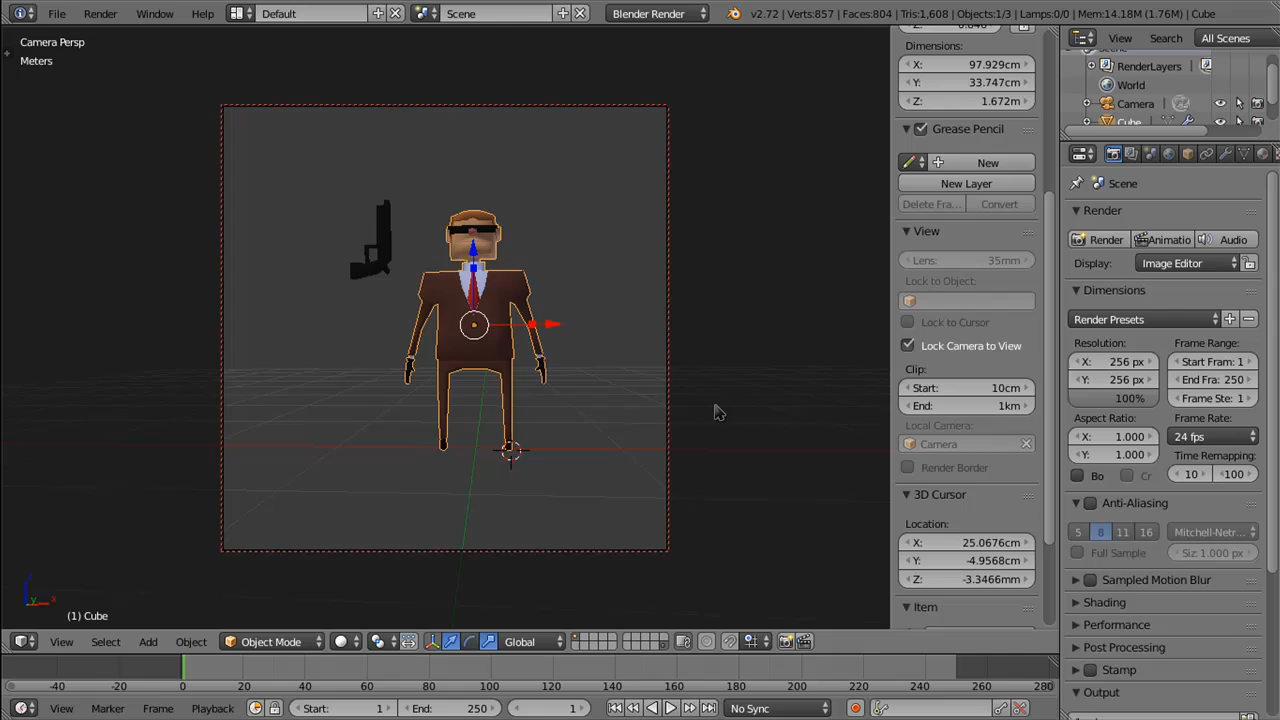 File Render Window Help Default Scene Blender Render v2.72 | Verts:857 | Faces:804 | Tris:1,608 | Objects:1/3 | Lamps:0/0 | Mem:14.18M (1.76M) | Cube
Camera Persp
Meters
Dimensions:
X: 97.929cm
Y: 33.747cm
Z: 1.672m
Grease Pencil
New
New Layer
Delete Fra... Convert
View
Lens: 35mm
Lock to Object:
Lock to Cursor
Lock Camera to View
Clip:
Start: 10cm
End: 1km
Local Camera:
Camera
Render Border
3D Cursor
Location:
X: 25.0676cm
Y: -4.9568cm
Z: -3.3466mm
Item
View Search All Scenes
RenderLayers
World
Camera
Cube
Scene
Render
Render Animatio Audio
Display: Image Editor
Dimensions
Render Presets
Resolution: Frame Range:
X: 256 px Start Fram: 1
Y: 256 px End Fra: 250
100% Frame Ste: 1
Aspect Ratio: Frame Rate:
X: 1.000 24 fps
Y: 1.000 Time Remapping:
Bo Cr 10 100
Anti-Aliasing
5 8 11 16 Mitchell-Netr...
Full Sample Siz: 1.000 px
Sampled Motion Blur
Shading
Performance
Post Processing
Stamp
Output
(1) Cube
View Select Add Object Object Mode Global
-40 -20 0 20 40 60 80 100 120 140 160 180 200 220 240 260 280
View Marker Frame Playback Start: 1 End: 250 1 No Sync